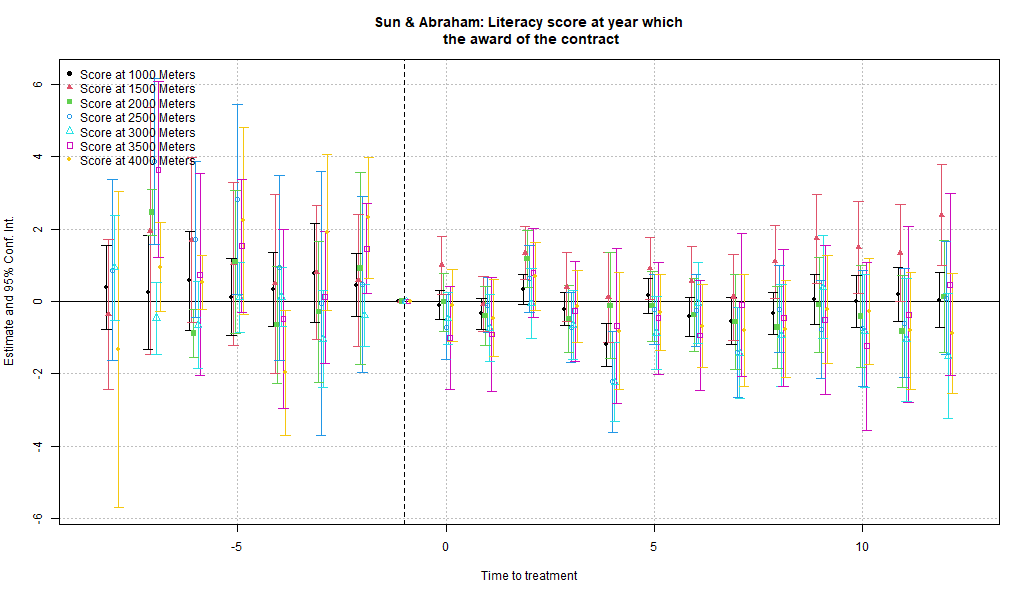 Sun & Abraham: Literacy score at year which
the award of the contract
Score at 1000 Meters
Score at 1500 Meters
Score at 2000 Meters
Score at 2500 Meters
Score at 3000 Meters
Score at 3500 Meters
Score at 4000 Meters
Estimate and 95% Conf. Int.
6
4
2
0
-2
-4
-6
-5 0 5 10
Time to treatment